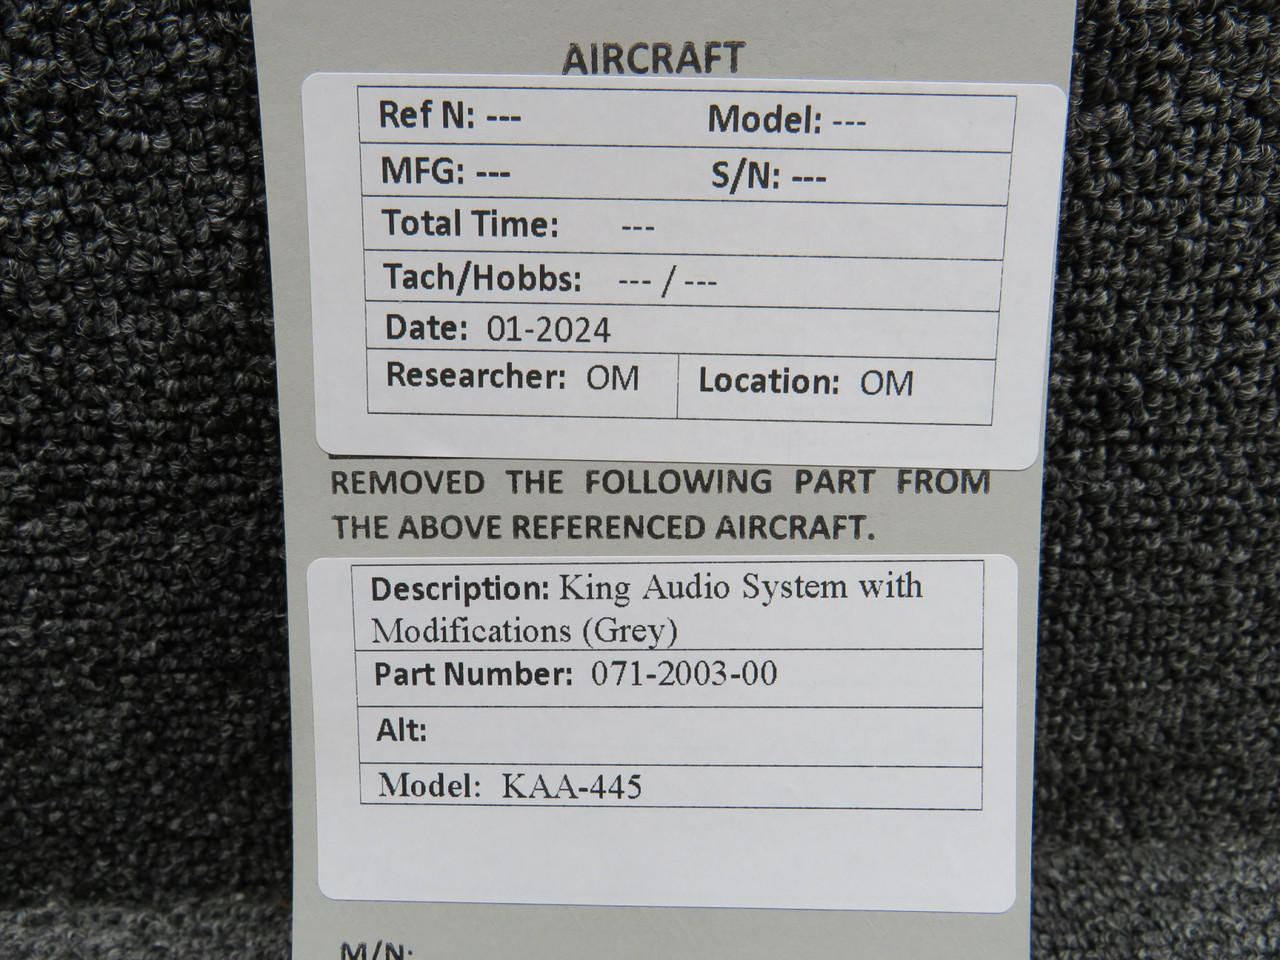 AIRCRAFT
Ref N: --- Model: ---
MFG: --- S/N: ---
Total Time: ---
Tach/Hobbs: --- / ---
Date: 01-2024
Researcher: OM Location: OM
REMOVED THE FOLLOWING PART FROM
THE ABOVE REFERENCED AIRCRAFT.
Description: King Audio System with
Modifications (Grey)
Part Number: 071-2003-00
Alt:
Model: KAA-445
M/N: